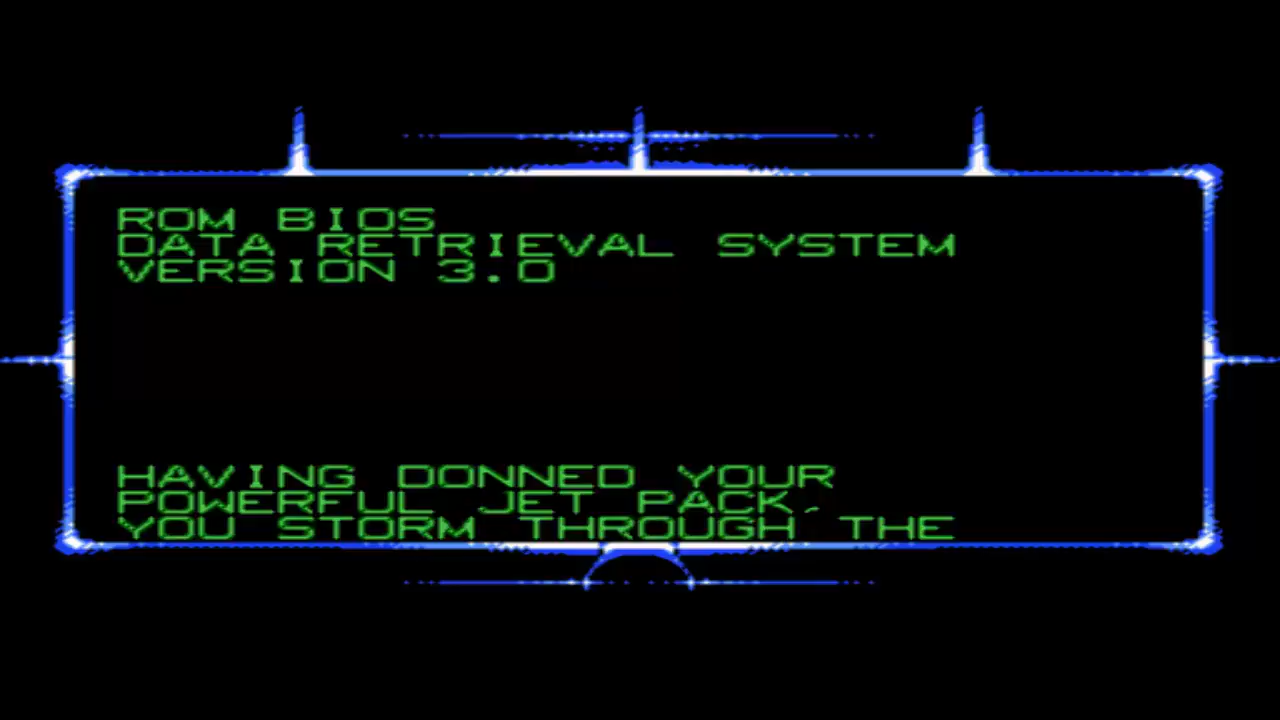 ROM BIOS
DATA RETRIEVAL SYSTEM
VERSION 3.0
HAVING DONNED YOUR
POWERFUL JET PACK,
YOU STORM THROUGH THE